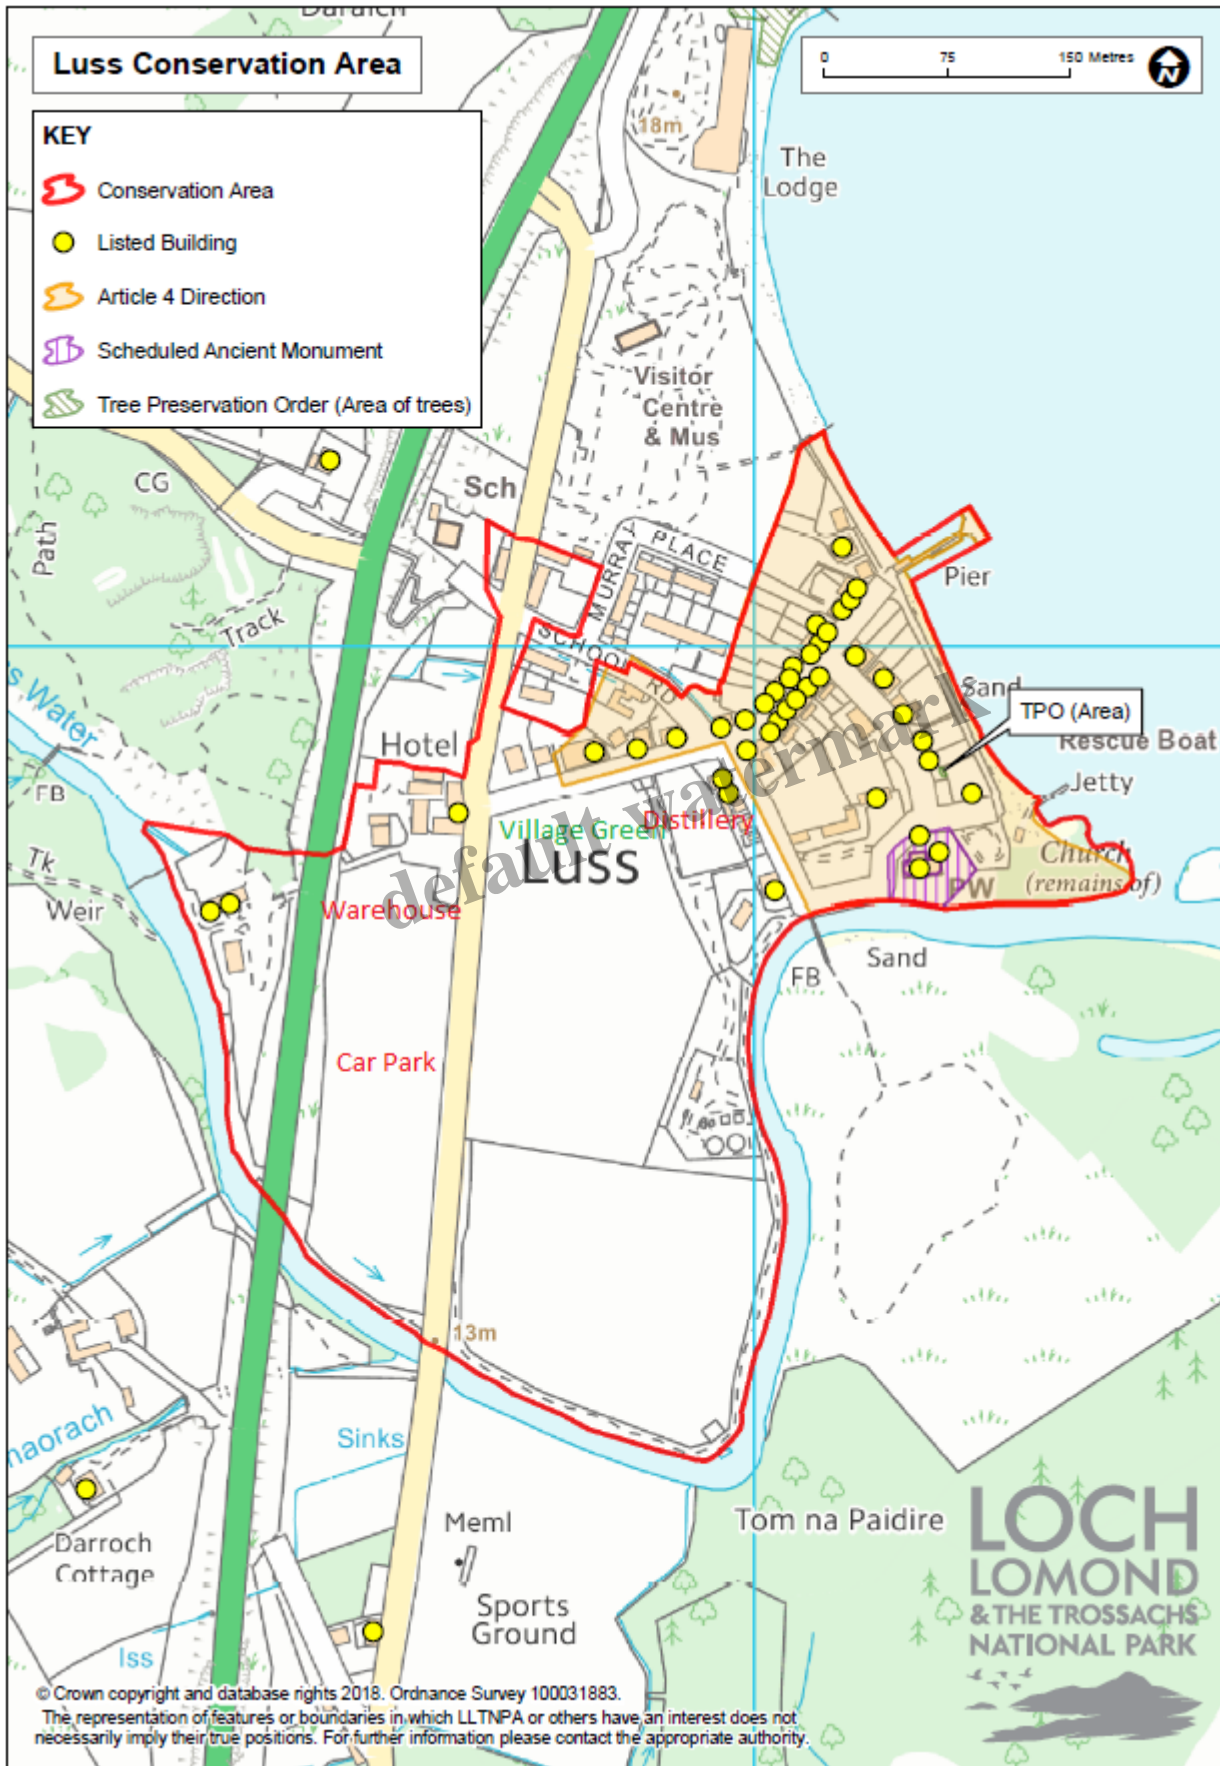 Darach
Luss Conservation Area
0 75 150 Metres
N
KEY
Conservation Area
Listed Building
Article 4 Direction
Scheduled Ancient Monument
Tree Preservation Order (Area of trees)
18m
The
Lodge
Visitor
Centre
& Mus
CG
Sch
Path
MURRAY PLACE
Pier
Track
SCHOOL RD
s Water
Sand
TPO (Area)
Hotel
Rescue Boat
FB
Jetty
Village Green
Distillery
Luss
Church
(remains of)
Tk
PW
Weir
Warehouse
default watermark
FB
Sand
Car Park
13m
naorach
Sinks
Meml
Tom na Paidire
Darroch
Cottage
Sports
Ground
Iss
LOCH
LOMOND
& THE TROSSACHS
NATIONAL PARK
© Crown copyright and database rights 2018. Ordnance Survey 100031883.
The representation of features or boundaries in which LLTNPA or others have an interest does not
necessarily imply their true positions. For further information please contact the appropriate authority.